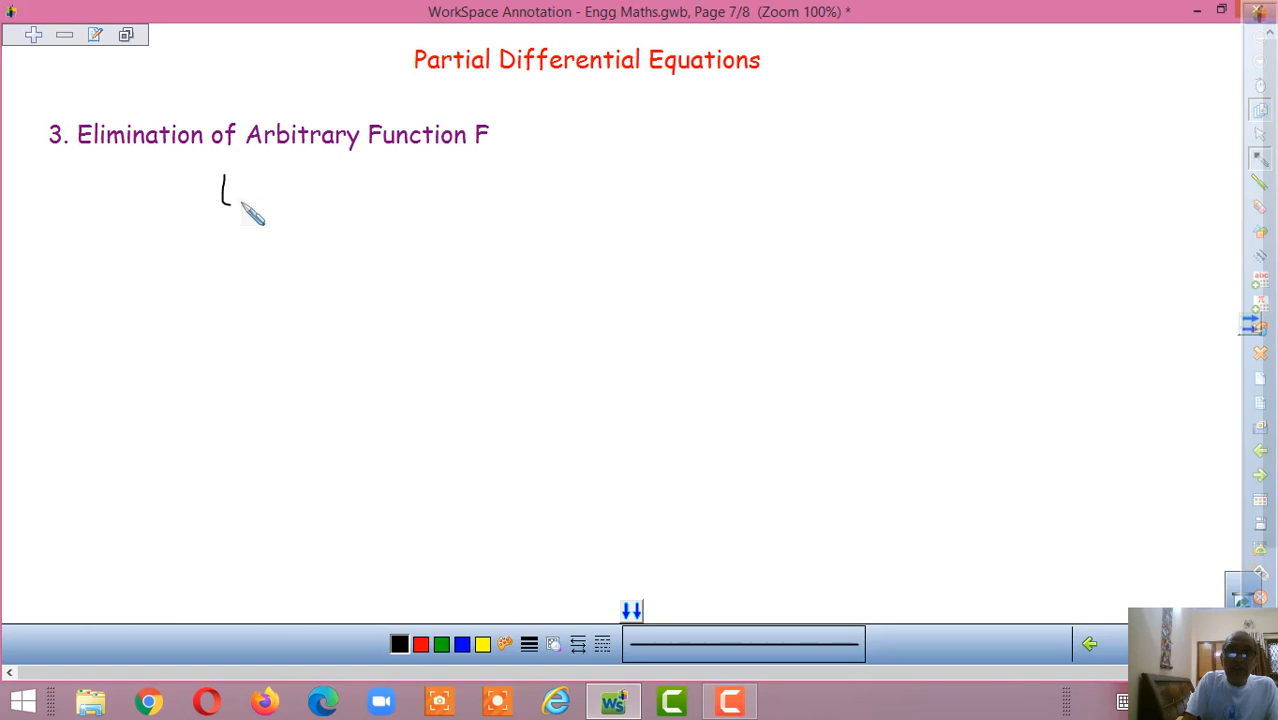 WorkSpace Annotation - Engg Maths.gwb, Page 7/8 (Zoom 100%) *
Partial Differential Equations
3. Elimination of Arbitrary Function F
L